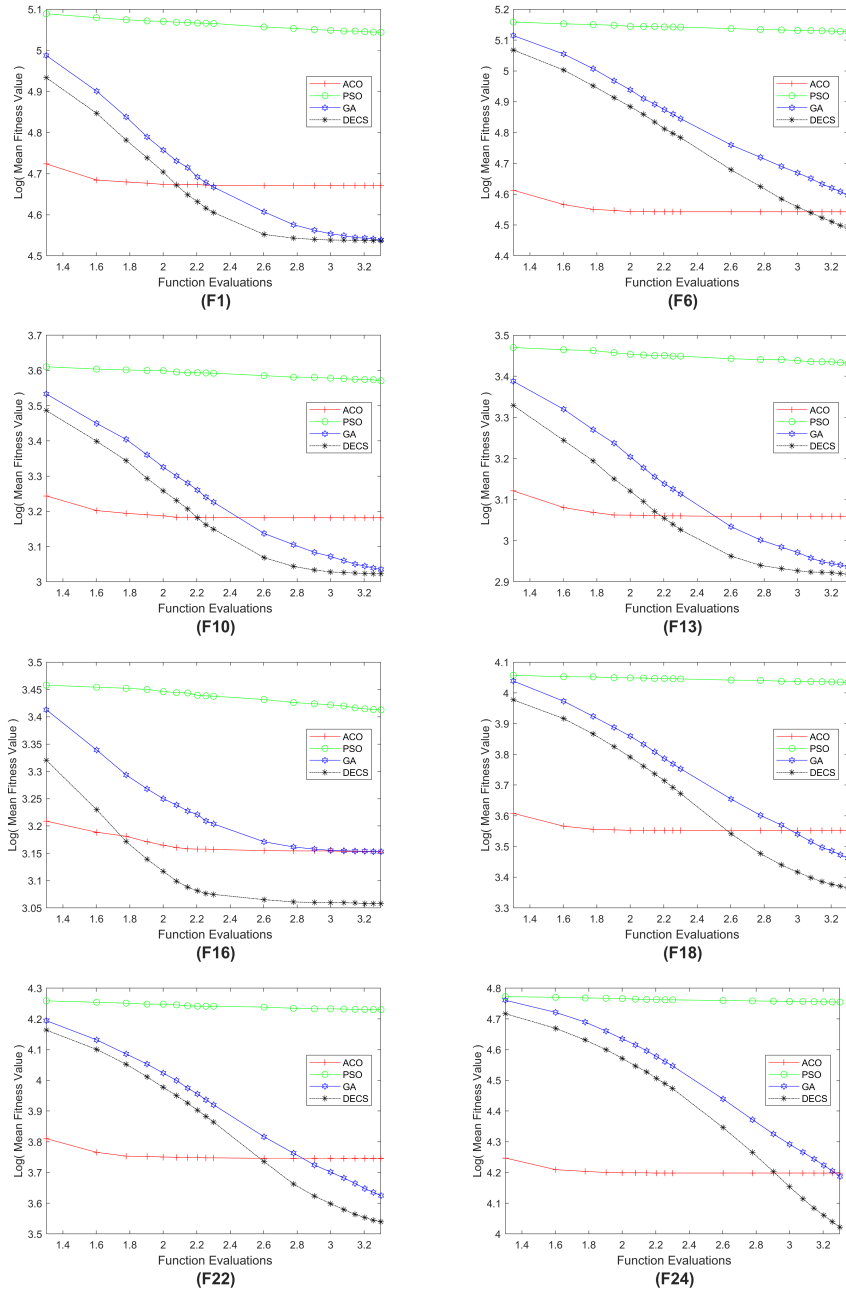 5.1
5
4.9
4.8
4.7
4.6
4.5
Log( Mean Fitness Value )
ACO
PSO
GA
DECS
1.4 1.6 1.8 2 2.2 2.4 2.6 2.8 3 3.2
Function Evaluations
(F1)
5.2
5.1
5
4.9
4.8
4.7
4.6
4.5
4.4
Log( Mean Fitness Value )
ACO
PSO
GA
DECS
1.4 1.6 1.8 2 2.2 2.4 2.6 2.8 3 3.2
Function Evaluations
(F6)
3.7
3.6
3.5
3.4
3.3
3.2
3.1
3
Log( Mean Fitness Value )
ACO
PSO
GA
DECS
1.4 1.6 1.8 2 2.2 2.4 2.6 2.8 3 3.2
Function Evaluations
(F10)
3.5
3.4
3.3
3.2
3.1
3
2.9
Log( Mean Fitness Value )
ACO
PSO
GA
DECS
1.4 1.6 1.8 2 2.2 2.4 2.6 2.8 3 3.2
Function Evaluations
(F13)
3.5
3.45
3.4
3.35
3.3
3.25
3.2
3.15
3.1
3.05
Log( Mean Fitness Value )
ACO
PSO
GA
DECS
1.4 1.6 1.8 2 2.2 2.4 2.6 2.8 3 3.2
Function Evaluations
(F16)
4.1
4
3.9
3.8
3.7
3.6
3.5
3.4
3.3
Log( Mean Fitness Value )
ACO
PSO
GA
DECS
1.4 1.6 1.8 2 2.2 2.4 2.6 2.8 3 3.2
Function Evaluations
(F18)
4.3
4.2
4.1
4
3.9
3.8
3.7
3.6
3.5
Log( Mean Fitness Value )
ACO
PSO
GA
DECS
1.4 1.6 1.8 2 2.2 2.4 2.6 2.8 3 3.2
Function Evaluations
(F22)
4.8
4.7
4.6
4.5
4.4
4.3
4.2
4.1
4
Log( Mean Fitness Value )
ACO
PSO
GA
DECS
1.4 1.6 1.8 2 2.2 2.4 2.6 2.8 3 3.2
Function Evaluations
(F24)